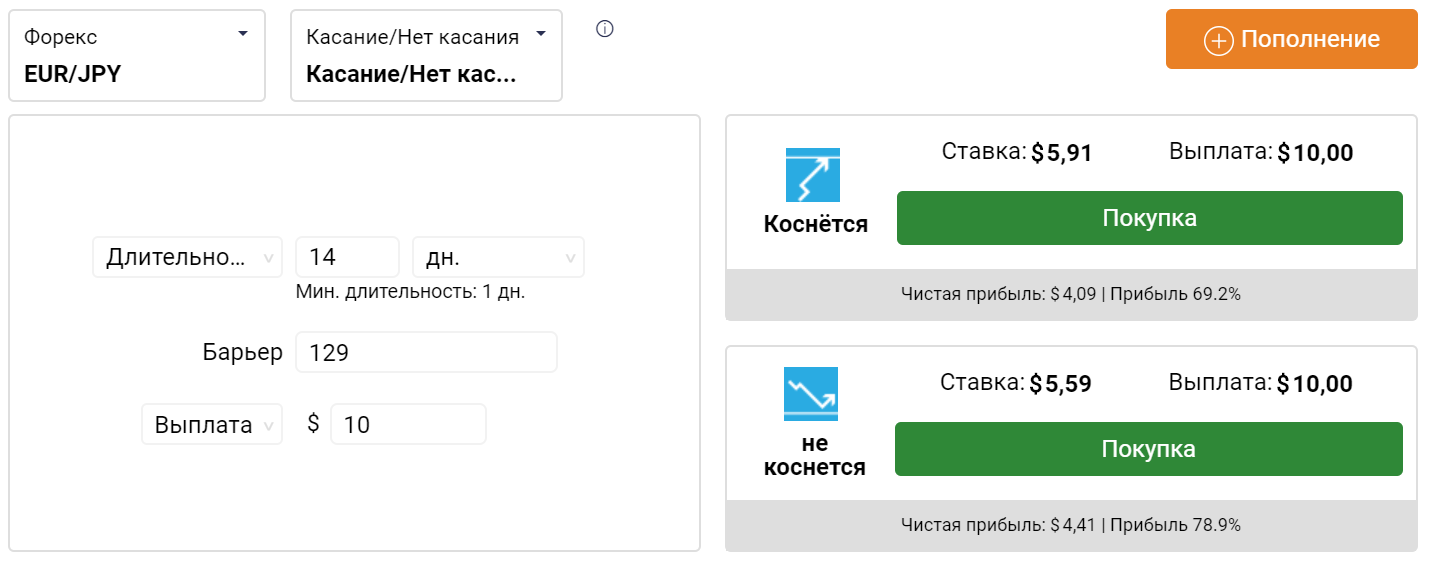 Форекс
EUR/JPY
Касание/Нет касания
Касание/Нет кас...
Пополнение
Длительно...
14
дн.
Мин. длительность: 1 дн.
Барьер
129
Выплата
$
10
Коснётся
Ставка: $5,91
Выплата: $10,00
Покупка
Чистая прибыль: $4,09 | Прибыль 69.2%
не
коснется
Ставка: $5,59
Выплата: $10,00
Покупка
Чистая прибыль: $4,41 | Прибыль 78.9%